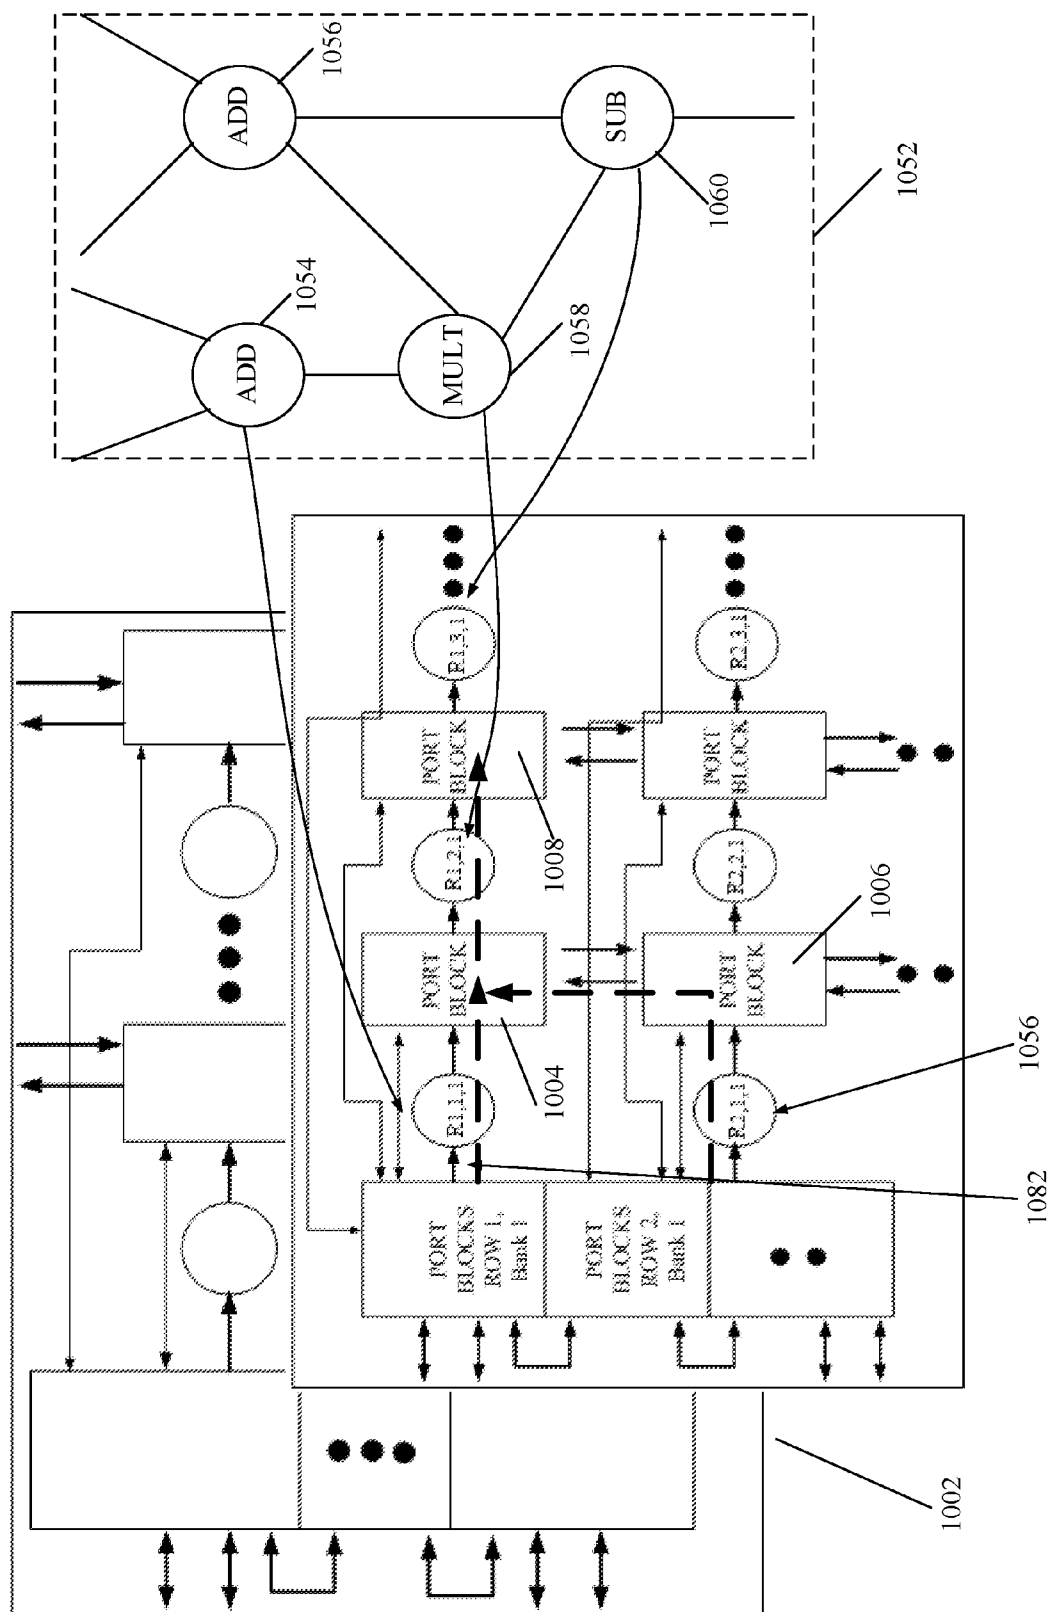 ADD
1056
SUB
1060
1052
ADD
1054
MULT
1058
R1,3,1
R2,3,1
PORT
BLOCK
PORT
BLOCK
1008
R1,2,1
R2,2,1
1006
PORT
BLOCK
PORT
BLOCK
1004
R1,1,1
R2,1,1
1056
1082
PORT
BLOCKS
ROW 1,
Bank 1
PORT
BLOCKS
ROW 2,
Bank 1
1002